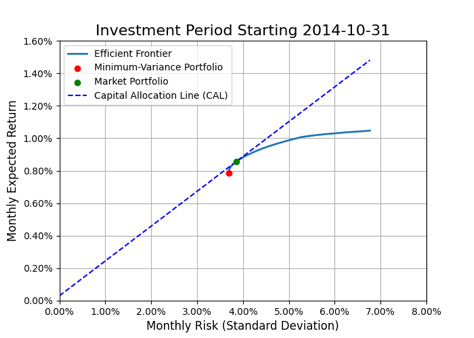 Investment Period Starting 2014-10-31
Monthly Expected Return
1.60%
1.40%
1.20%
1.00%
0.80%
0.60%
0.40%
0.20%
0.00%
Efficient Frontier
Minimum-Variance Portfolio
Market Portfolio
Capital Allocation Line (CAL)
0.00% 1.00% 2.00% 3.00% 4.00% 5.00% 6.00% 7.00% 8.00%
Monthly Risk (Standard Deviation)